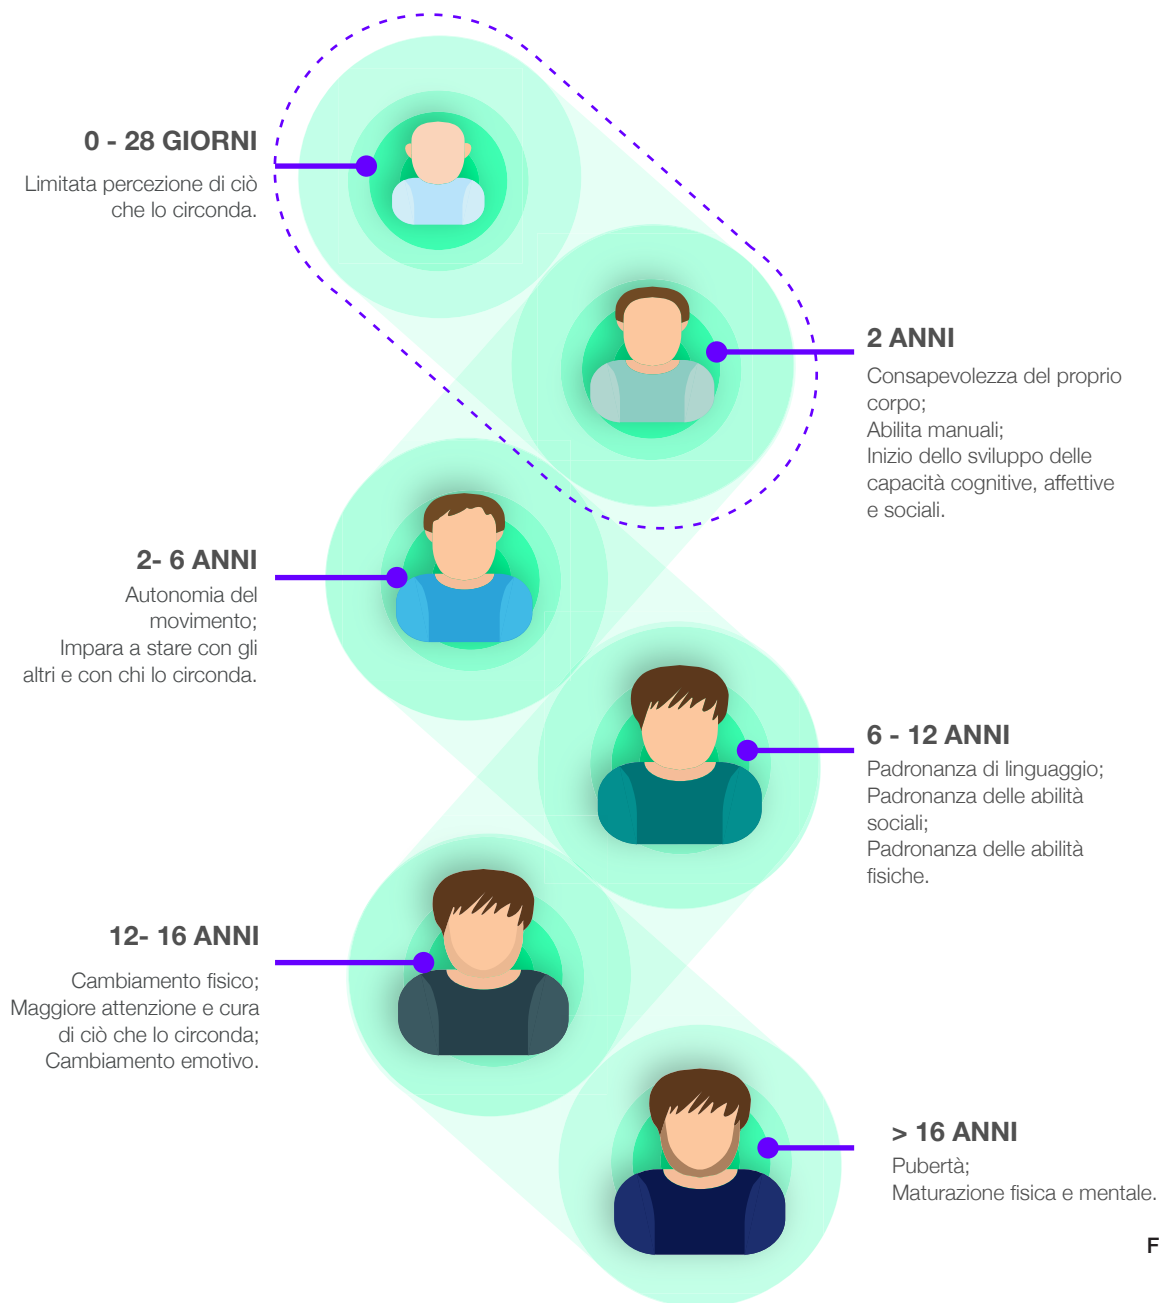 0 - 28 GIORNI
Limitata percezione di ciò
che lo circonda.
2 ANNI
Consapevolezza del proprio
corpo;
Abilita manuali;
Inizio dello sviluppo delle
capacità cognitive, affettive
e sociali.
2- 6 ANNI
Autonomia del
movimento;
Impara a stare con gli
altri e con chi lo circonda.
6 - 12 ANNI
Padronanza di linguaggio;
Padronanza delle abilità
sociali;
Padronanza delle abilità
fisiche.
12- 16 ANNI
Cambiamento fisico;
Maggiore attenzione e cura
di ciò che lo circonda;
Cambiamento emotivo.
> 16 ANNI
Pubertà;
Maturazione fisica e mentale.
F